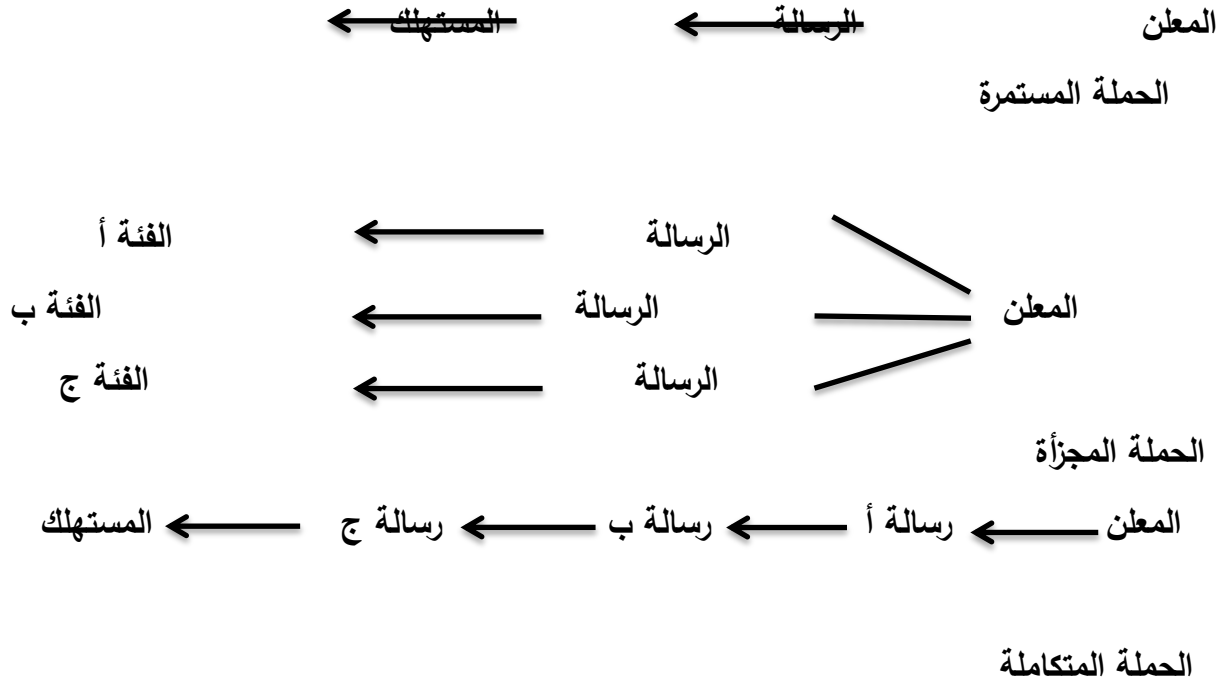 المعلن الرسالة المستهلك
الحملة المستمرة
الرسالة الفئة أ
المعلن الرسالة الفئة ب
الرسالة الفئة ج
الحملة المجزأة
المعلن رسالة أ رسالة ب رسالة ج المستهلك
الحملة المتكاملة